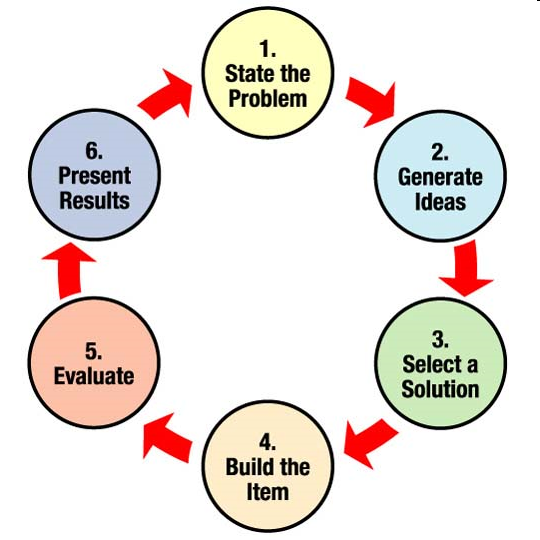 1.
State the
Problem
2.
Generate
Ideas
3.
Select a
Solution
4.
Build the
Item
5.
Evaluate
6.
Present
Results